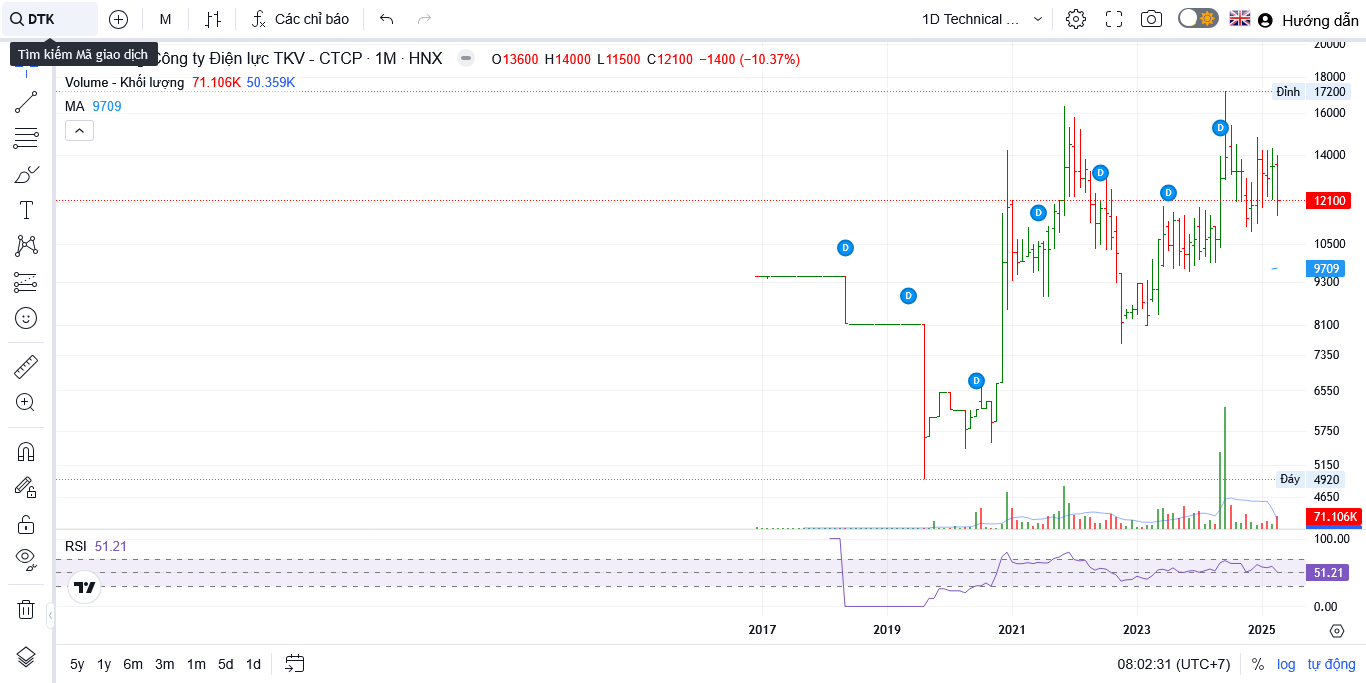 DTK M Các chỉ báo 1D Technical ... Hướng dẫn
Tìm kiếm Mã giao dịch
Công ty Điện lực TKV - CTCP · 1M · HNX O13600 H14000 L11500 C12100 −1400 (−10.37%)
Volume - Khối lượng 71.106K 50.359K
MA 9709
20000
18000
Đỉnh 17200
16000
14000
12100
10500
9709
9300
8100
7350
6550
5750
5150
Đáy 4920
4650
71.106K
D
D
D
D
D
D
D
RSI 51.21
100.00
51.21
0.00
2017 2019 2021 2023 2025
5y 1y 6m 3m 1m 5d 1d 08:02:31 (UTC+7) % log tự động